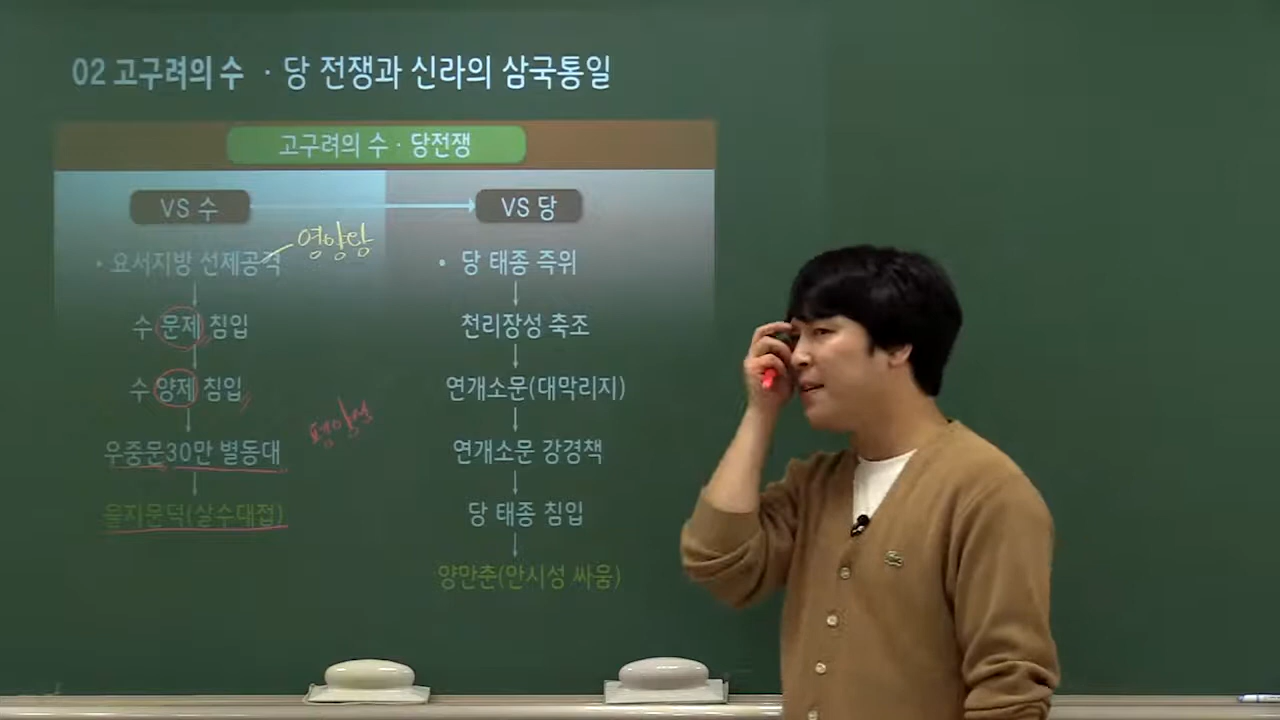 02 고구려의 수 · 당 전쟁과 신라의 삼국통일
고구려의 수 · 당전쟁
VS 수
영양왕
• 요서지방 선제공격
수 문제 침입
수 양제 침입
평양성
우중문30만 별동대
을지문덕(살수대첩)
VS 당
• 당 태종 즉위
천리장성 축조
연개소문(대막리지)
연개소문 강경책
당 태종 침입
양만춘(안시성 싸움)